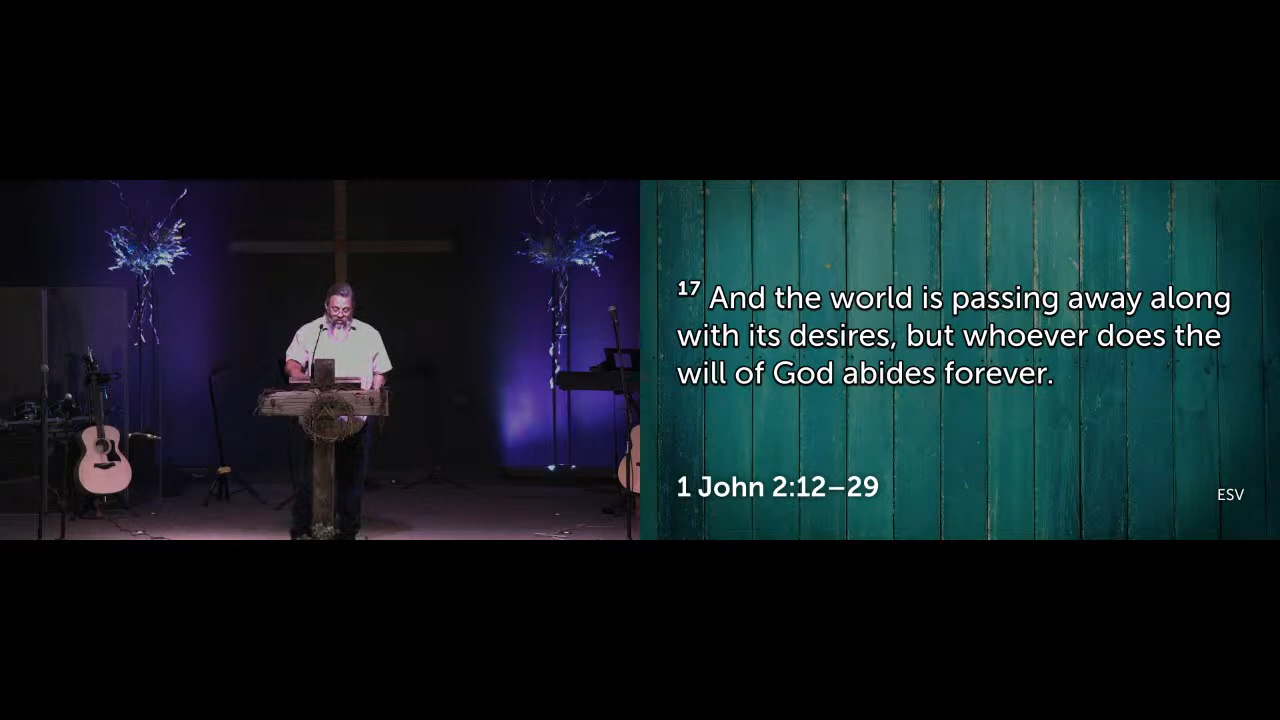 17 And the world is passing away along
with its desires, but whoever does the
will of God abides forever.
1 John 2:12–29
ESV